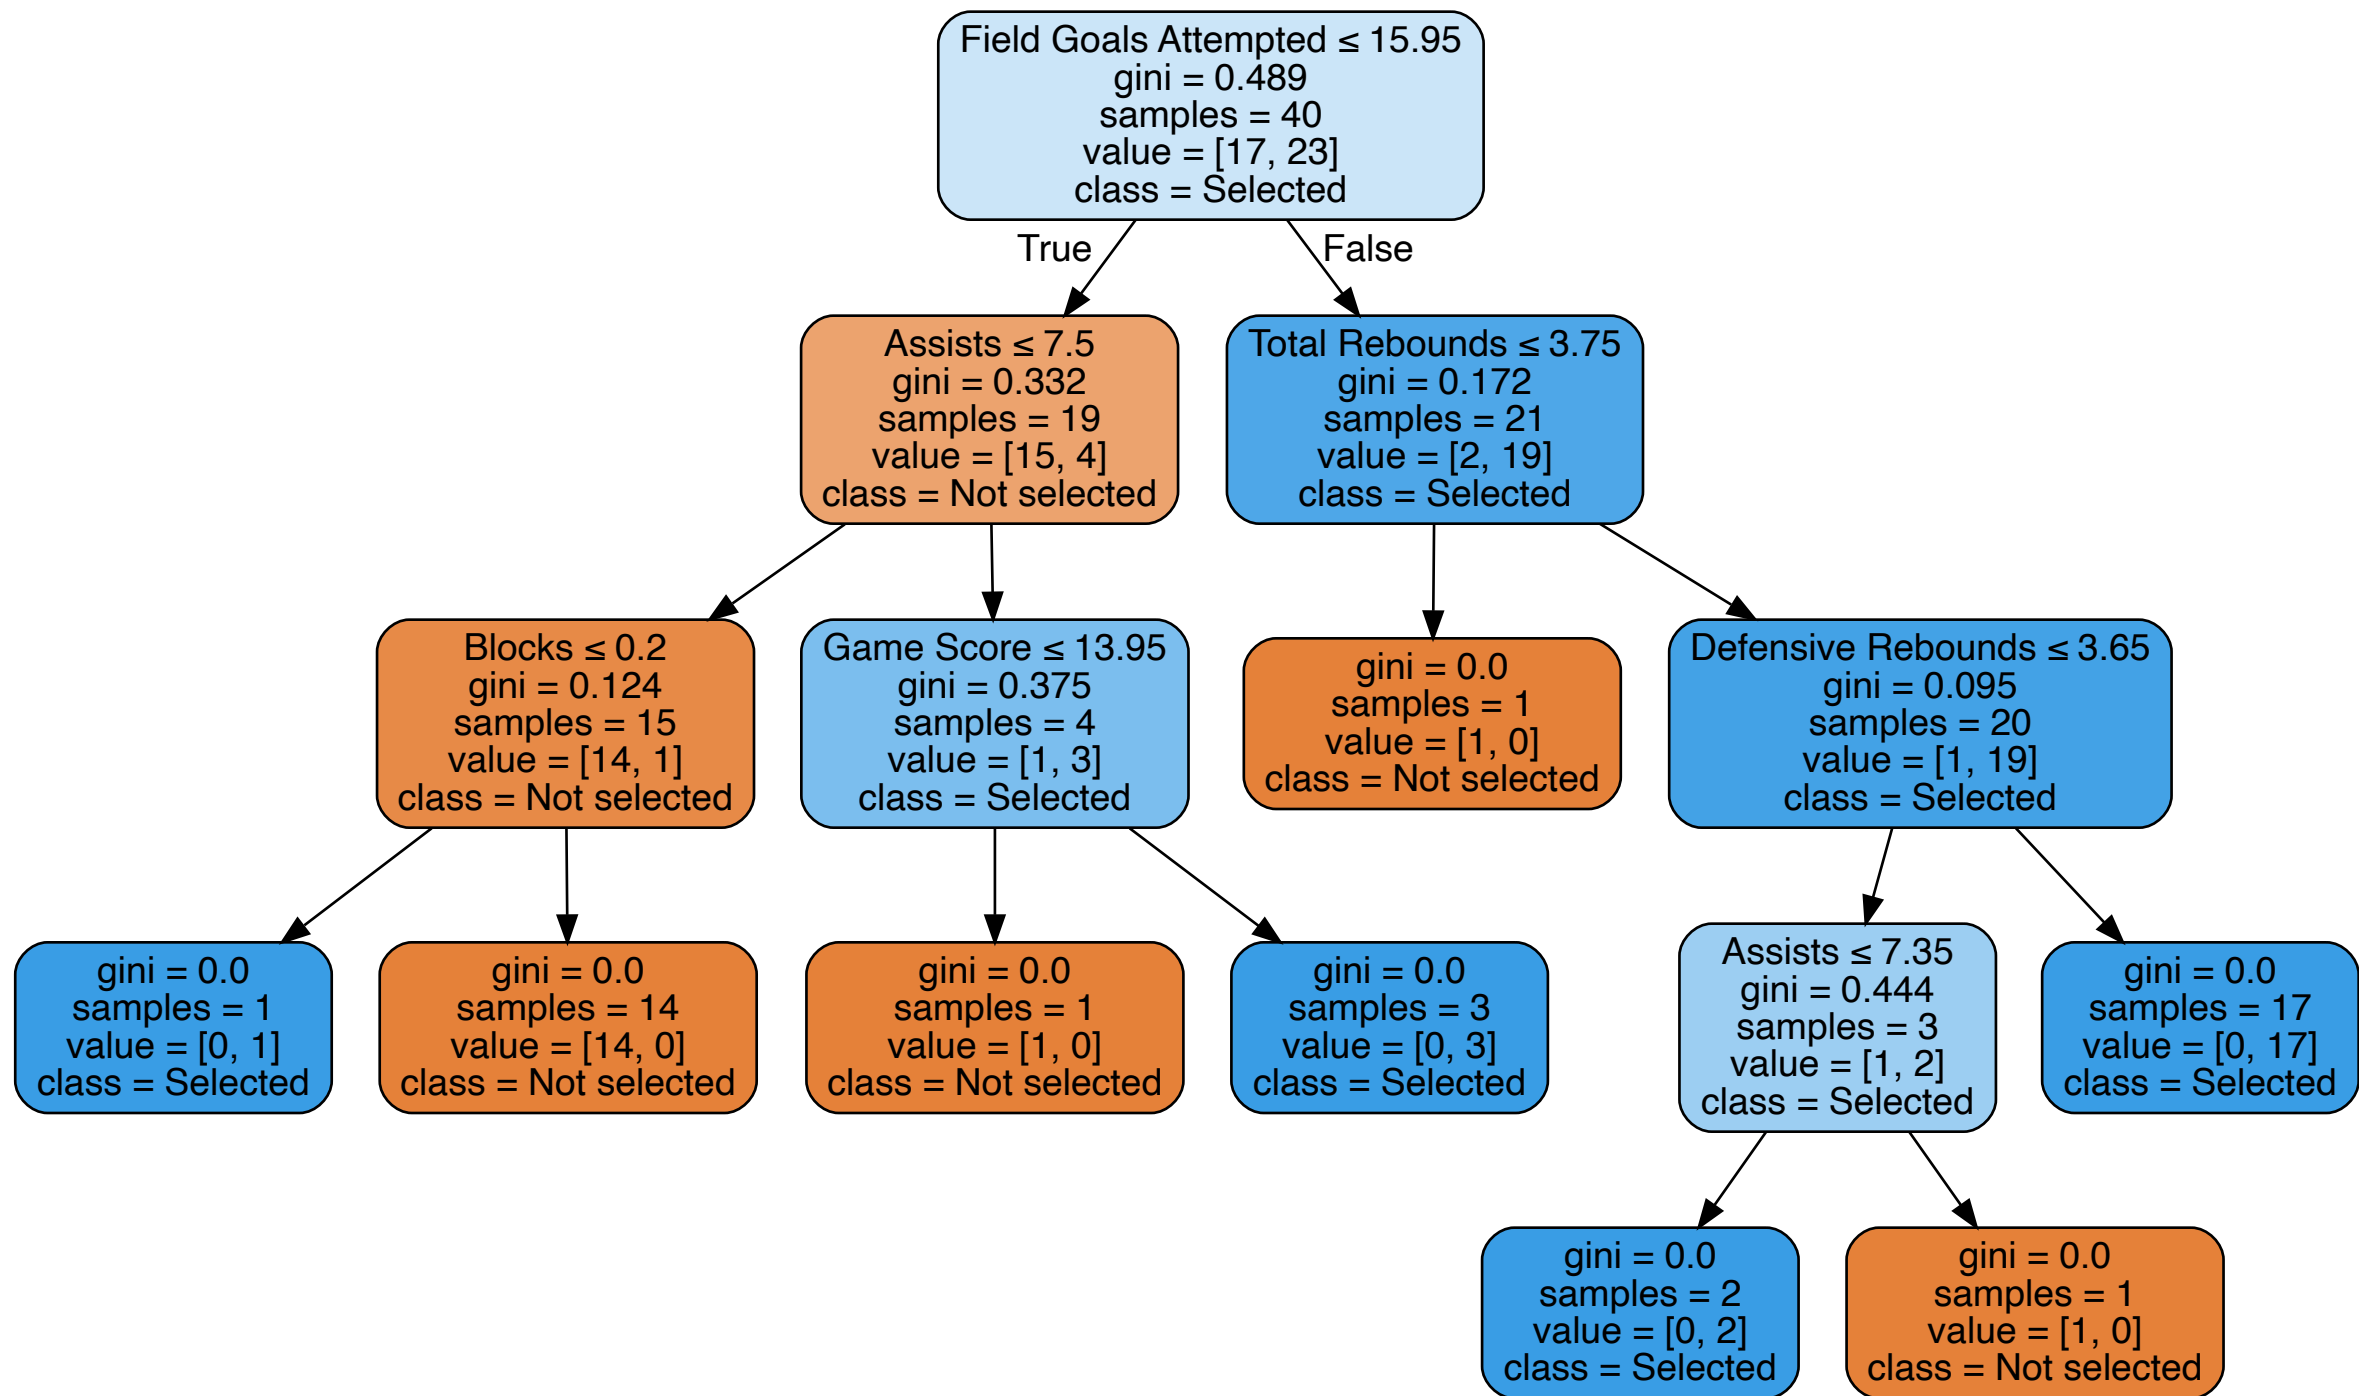 Field Goals Attempted ≤ 15.95
gini = 0.489
samples = 40
value = [17, 23]
class = Selected
True
False
Assists ≤ 7.5
gini = 0.332
samples = 19
value = [15, 4]
class = Not selected
Total Rebounds ≤ 3.75
gini = 0.172
samples = 21
value = [2, 19]
class = Selected
Blocks ≤ 0.2
gini = 0.124
samples = 15
value = [14, 1]
class = Not selected
Game Score ≤ 13.95
gini = 0.375
samples = 4
value = [1, 3]
class = Selected
gini = 0.0
samples = 1
value = [1, 0]
class = Not selected
Defensive Rebounds ≤ 3.65
gini = 0.095
samples = 20
value = [1, 19]
class = Selected
gini = 0.0
samples = 1
value = [0, 1]
class = Selected
gini = 0.0
samples = 14
value = [14, 0]
class = Not selected
gini = 0.0
samples = 1
value = [1, 0]
class = Not selected
gini = 0.0
samples = 3
value = [0, 3]
class = Selected
Assists ≤ 7.35
gini = 0.444
samples = 3
value = [1, 2]
class = Selected
gini = 0.0
samples = 17
value = [0, 17]
class = Selected
gini = 0.0
samples = 2
value = [0, 2]
class = Selected
gini = 0.0
samples = 1
value = [1, 0]
class = Not selected